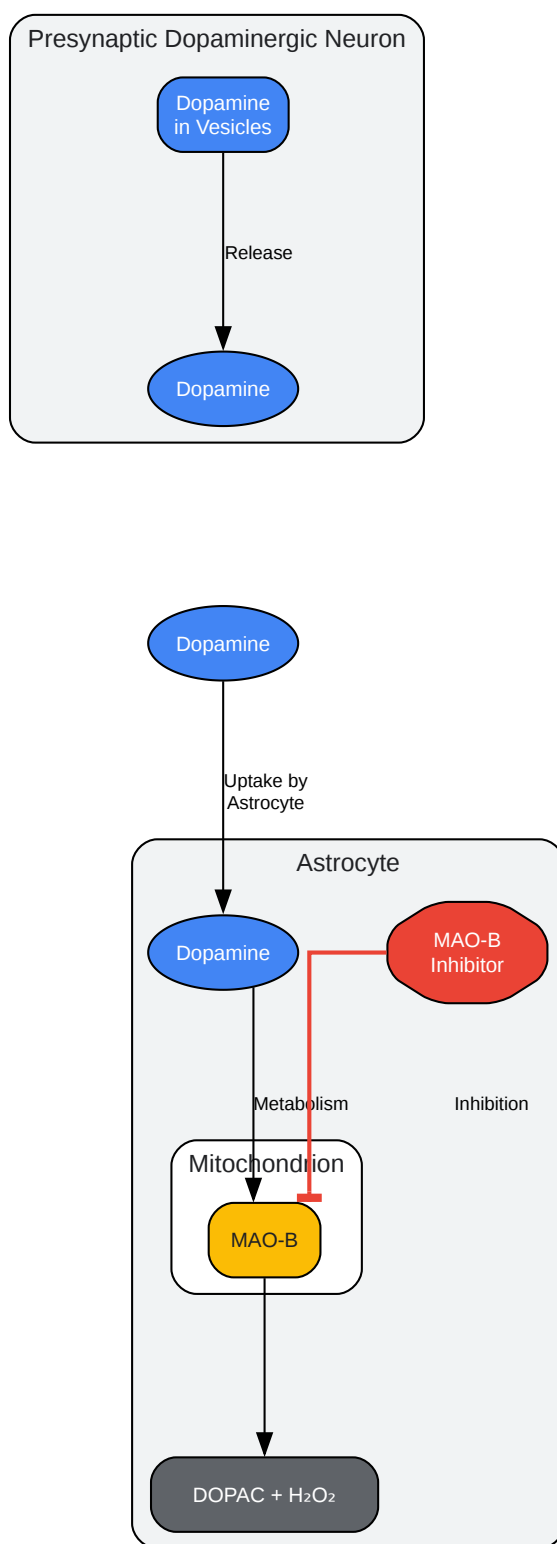 Presynaptic Dopaminergic Neuron
Dopamine
in Vesicles
Release
Dopamine
Dopamine
Uptake by
Astrocyte
Astrocyte
Dopamine
MAO-B
Inhibitor
Metabolism
Inhibition
Mitochondrion
MAO-B
DOPAC + H₂O₂